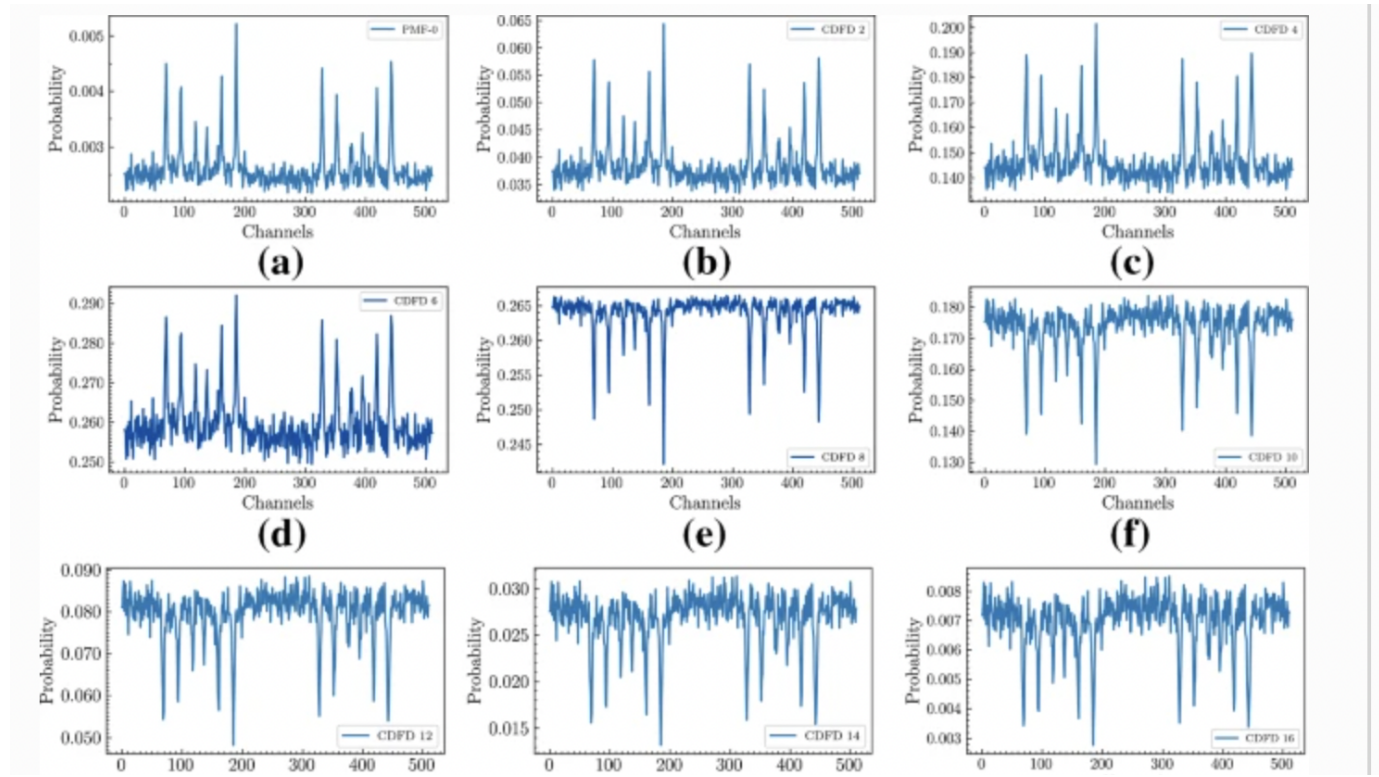 PMF-0
0.005
0.004
0.003
Probability
0 100 200 300 400 500
Channels
(a)
CDFD 2
0.065
0.060
0.055
0.050
0.045
0.040
0.035
Probability
0 100 200 300 400 500
Channels
(b)
CDFD 4
0.200
0.190
0.180
0.170
0.160
0.150
0.140
Probability
0 100 200 300 400 500
Channels
(c)
CDFD 6
0.290
0.280
0.270
0.260
0.250
Probability
0 100 200 300 400 500
Channels
(d)
0.265
0.260
0.255
0.250
0.245
Probability
CDFD 8
0 100 200 300 400 500
Channels
(e)
0.180
0.170
0.160
0.150
0.140
0.130
Probability
CDFD 10
0 100 200 300 400 500
Channels
(f)
0.090
0.080
0.070
0.060
0.050
Probability
CDFD 12
0 100 200 300 400 500
0.030
0.025
0.020
0.015
Probability
CDFD 14
0 100 200 300 400 500
0.008
0.007
0.006
0.005
0.004
0.003
Probability
CDFD 16
0 100 200 300 400 500